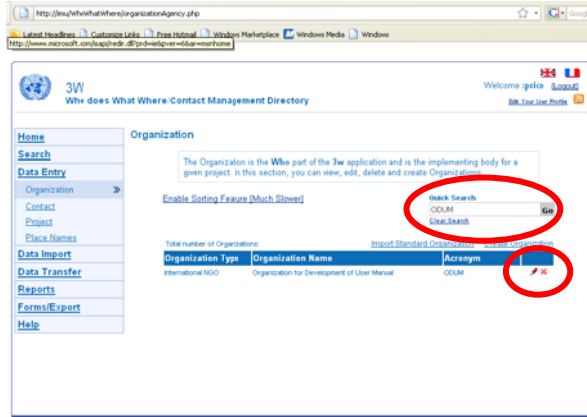 http://imu/WhoWhatWhere/organizationAgency.php
Latest Headlines Customize Links Free Hotmail Windows Marketplace Windows Media Windows
http://www.microsoft.com/isapi/redir.dll?prd=ie&pver=6&ar=msnhome
3W
Who does What Where/Contact Management Directory
Welcome :price [Logout]
Edit Your User Profile
Home
Search
Data Entry
Organization
Contact
Project
Place Names
Data Import
Data Transfer
Reports
Forms/Export
Help
Organization
The Organization is the Who part of the 3w application and is the implementing body for a
given project. In this section, you can view, edit, delete and create Organizations.
Enable Sorting Feaure [Much Slower]
Quick Search
ODUM Go
Clear Search
Total number of Organizations: Import Standard Organization Create Organization
Organization Type Organization Name Acronym
International NGO Organization for Development of User Manual ODUM